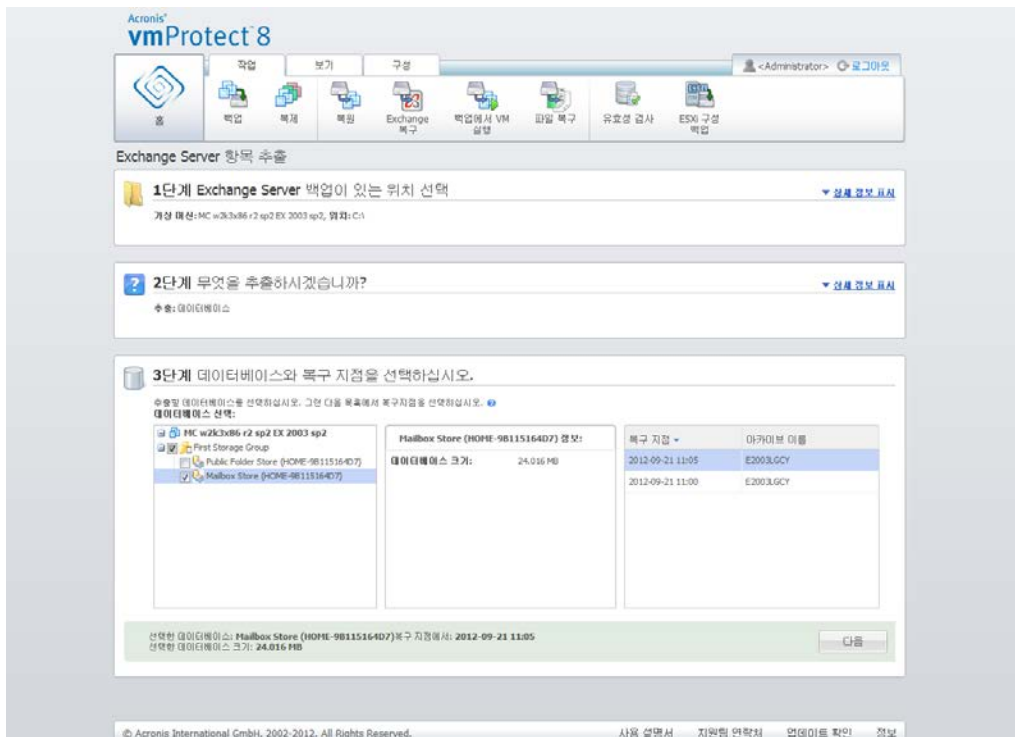 Acronis®
vmProtect™8
작업
보기
구성
<Administrator>
로그아웃
홈
백업
복제
복원
Exchange 복구
백업에서 VM 실행
파일 복구
유효성 검사
ESXi 구성 백업
Exchange Server 항목 추출
1단계 Exchange Server 백업이 있는 위치 선택
▼ 상세 정보 표시
가상 머신: MC w2k3x86 r2 sp2 EX 2003 sp2, 위치: C:\
2단계 무엇을 추출하시겠습니까?
▼ 상세 정보 표시
추출: 데이터베이스
3단계 데이터베이스와 복구 지점을 선택하십시오.
추출할 데이터베이스를 선택하십시오. 그런 다음 목록에서 복구지점을 선택하십시오.
데이터베이스 선택:
MC w2k3x86 r2 sp2 EX 2003 sp2
First Storage Group
Public Folder Store (HOME-9B115164D7)
Mailbox Store (HOME-9B115164D7)
Mailbox Store (HOME-9B115164D7) 정보:
데이터베이스 크기: 24.016 MB
복구 지점 아카이브 이름
2012-09-21 11:05 E2003LGCY
2012-09-21 11:00 E2003LGCY
선택한 데이터베이스: Mailbox Store (HOME-9B115164D7)복구 지점에서: 2012-09-21 11:05
선택한 데이터베이스 크기: 24.016 MB
다음
© Acronis International GmbH, 2002-2012. All Rights Reserved.
사용 설명서 지원팀 연락처 업데이트 확인 정보